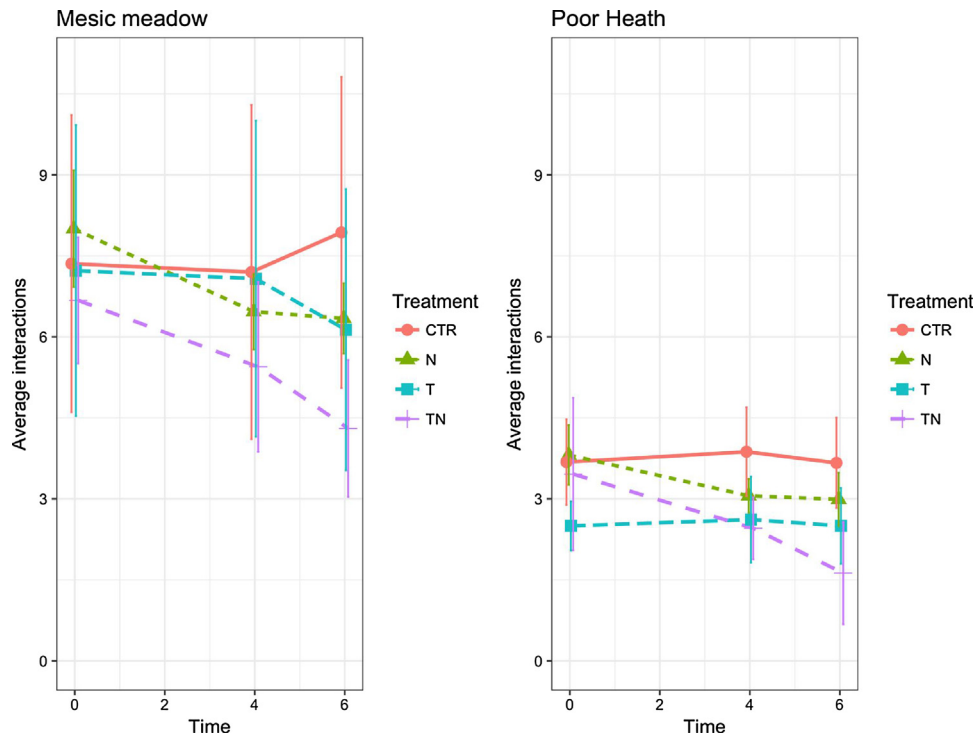 Mesic meadow
Average interactions
9
6
3
0
0 2 4 6
Time
Treatment
CTR
N
T
TN
Poor Heath
Average interactions
9
6
3
0
0 2 4 6
Time
Treatment
CTR
N
T
TN